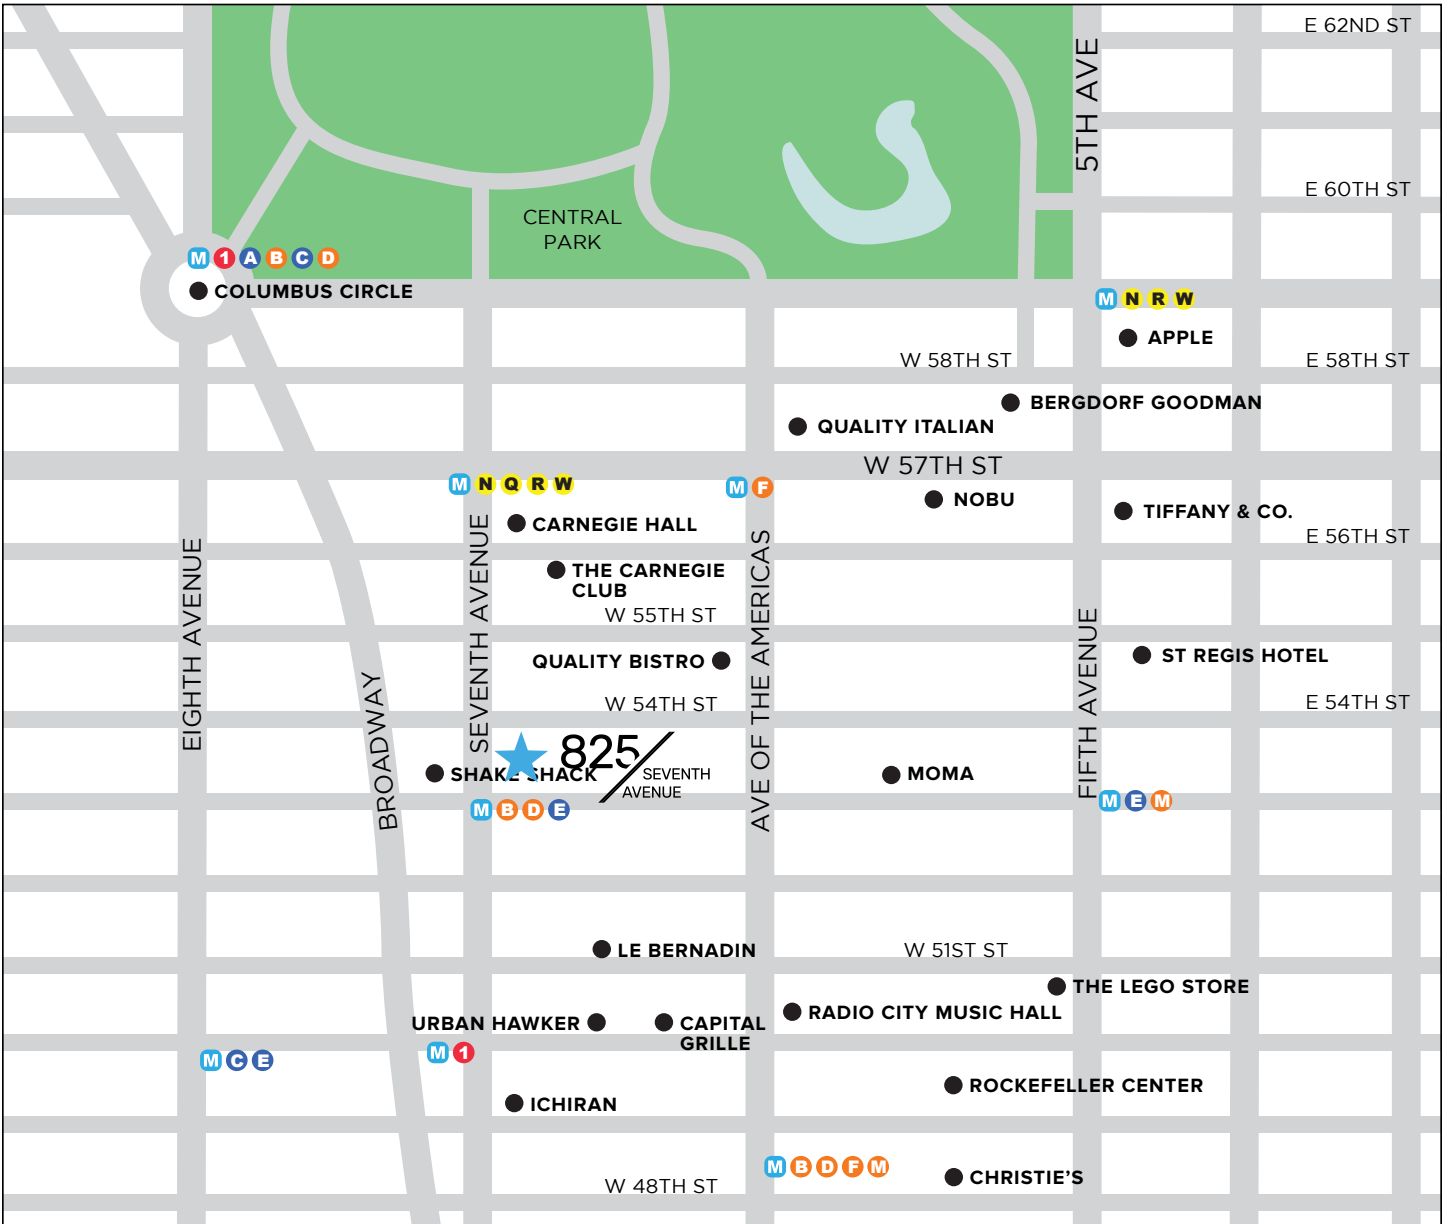 E 62ND ST
5TH AVE
E 60TH ST
CENTRAL
PARK
M 1 A B C D
COLUMBUS CIRCLE
M N R W
APPLE
W 58TH ST
E 58TH ST
BERGDORF GOODMAN
QUALITY ITALIAN
W 57TH ST
M N Q R W
M F
NOBU
TIFFANY & CO.
CARNEGIE HALL
E 56TH ST
THE CARNEGIE
CLUB
W 55TH ST
EIGHTH AVENUE
SEVENTH AVENUE
AVE OF THE AMERICAS
FIFTH AVENUE
BROADWAY
QUALITY BISTRO
ST REGIS HOTEL
W 54TH ST
E 54TH ST
825
SEVENTH
AVENUE
SHAKE SHACK
MOMA
M B D E
M E M
LE BERNADIN
W 51ST ST
THE LEGO STORE
RADIO CITY MUSIC HALL
URBAN HAWKER
CAPITAL
GRILLE
M 1
M C E
ROCKEFELLER CENTER
ICHIRAN
M B D F M
CHRISTIE'S
W 48TH ST